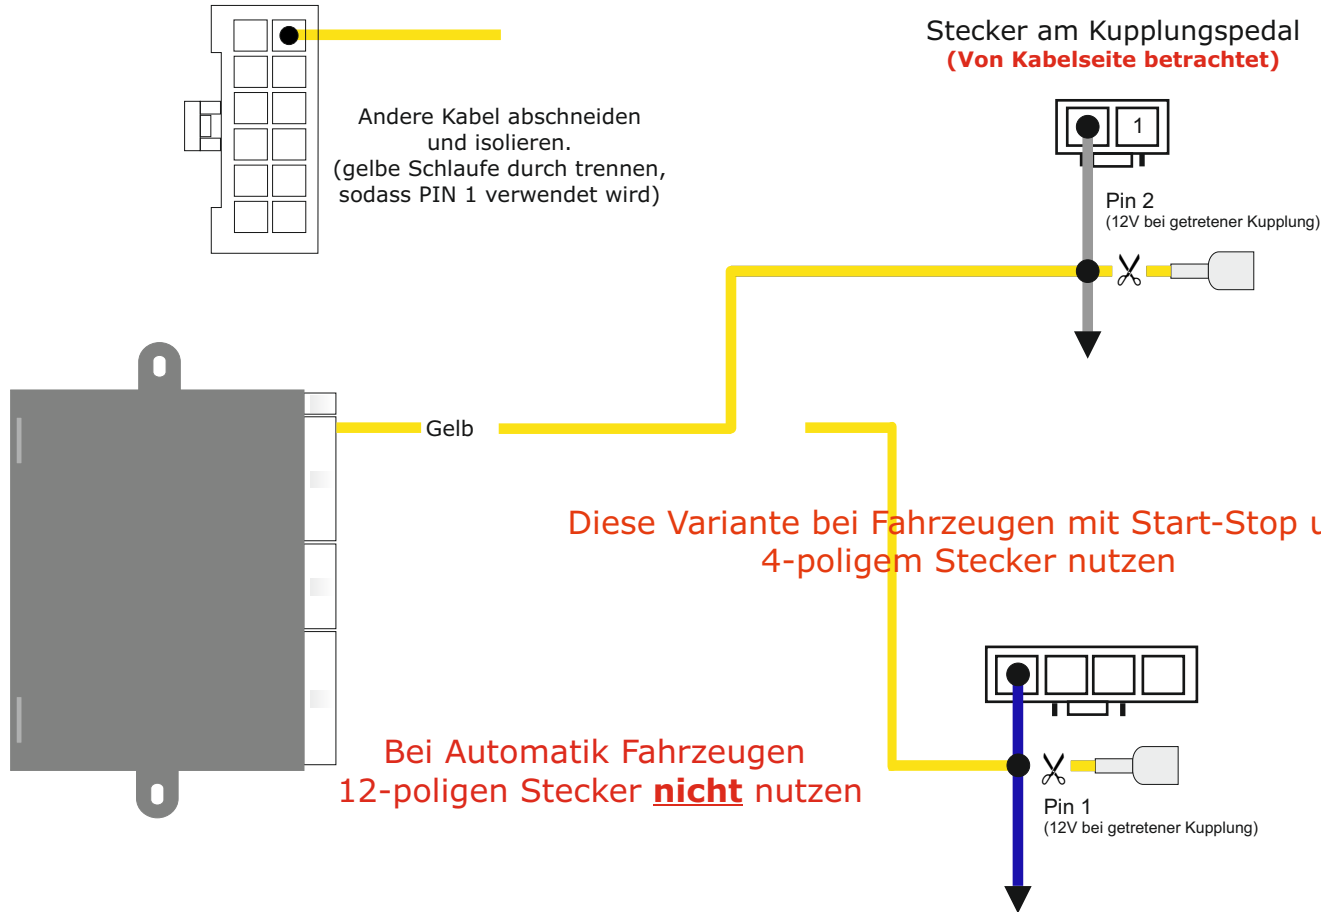 Stecker am Kupplungspedal
(Von Kabelseite betrachtet)
Andere Kabel abschneiden
und isolieren.
(gelbe Schlaufe durch trennen,
sodass PIN 1 verwendet wird)
1
Pin 2
(12V bei getretener Kupplung)
Gelb
Diese Variante bei Fahrzeugen mit Start-Stop
4-poligem Stecker nutzen
Bei Automatik Fahrzeugen
12-poligen Stecker nicht nutzen
Pin 1
(12V bei getretener Kupplung)